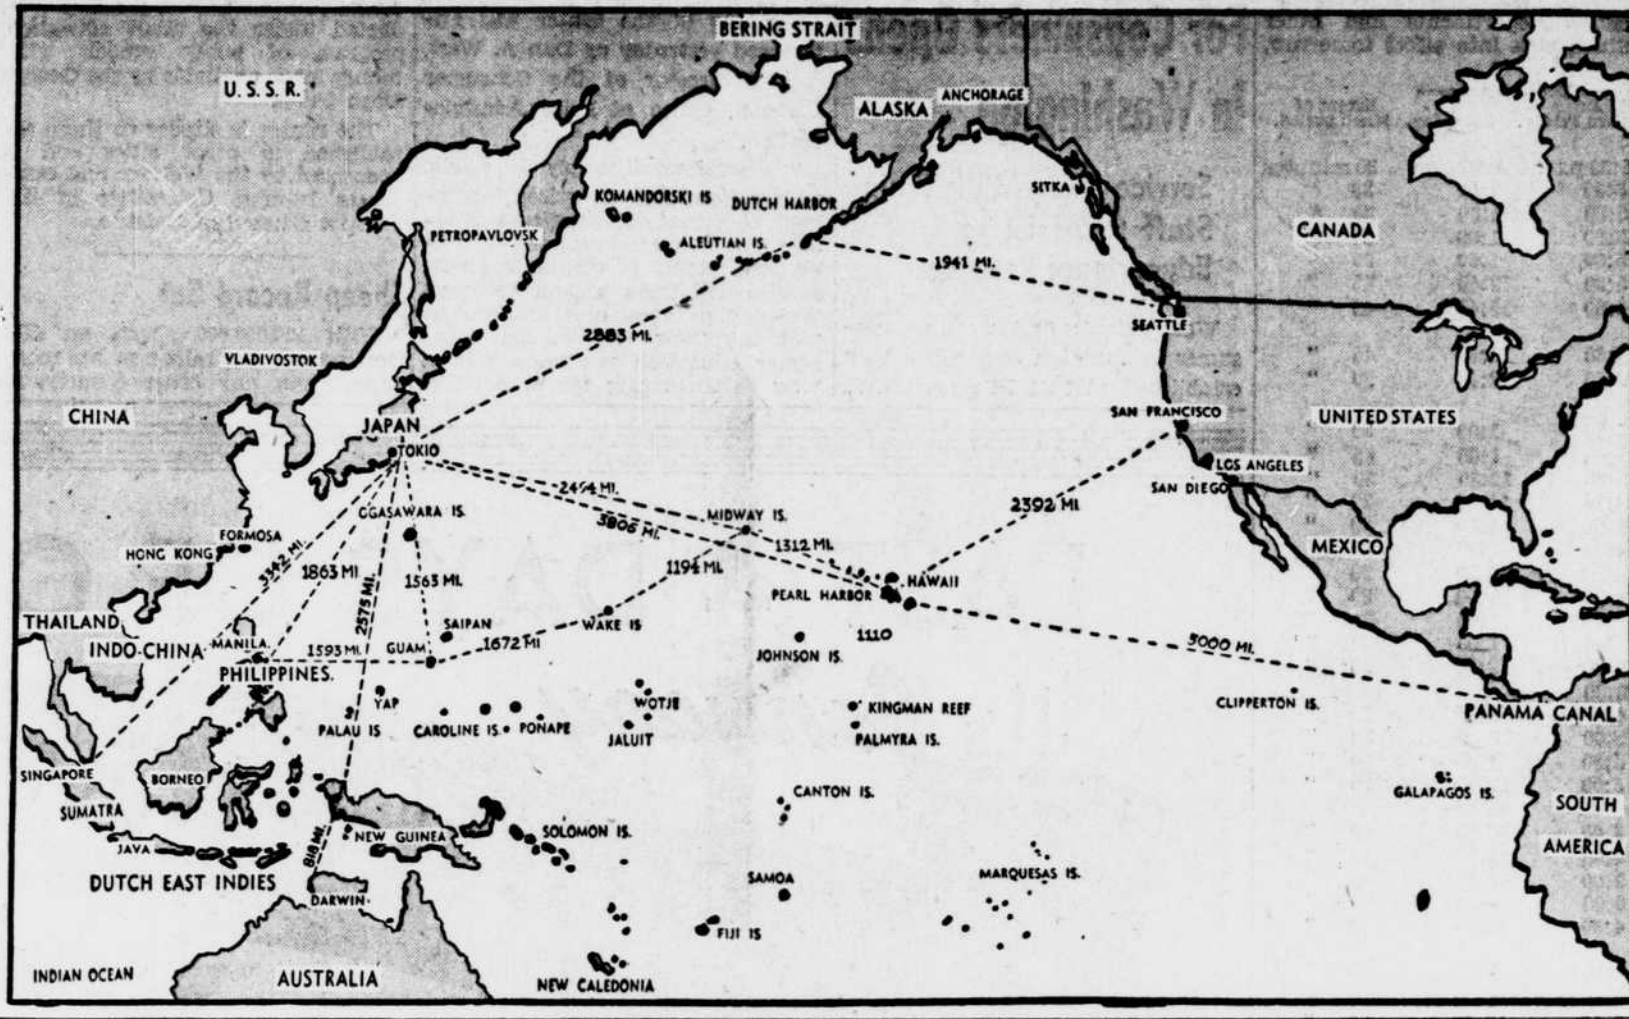 BERING STRAIT
U. S. S. R.
ALASKA
ANCHORAGE
KOMANDORSKI IS
DUTCH HARBOR
SITKA
CANADA
PETROPAVLOVSK
ALEUTIAN IS.
1941 MI.
SEATTLE
2883 MI.
VLADIVOSTOK
CHINA
JAPAN
TOKIO
SAN FRANCISCO
UNITED STATES
LOS ANGELES
SAN DIEGO
2392 MI
MIDWAY IS.
3806 MI.
OGASAWARA IS.
FORMOSA
HONG KONG
3342 MI.
1863 MI
2575 MI.
1563 MI.
1194 MI.
1312 MI.
HAWAII
PEARL HARBOR
MEXICO
THAILAND
INDO-CHINA
MANILA.
1593 MI.
GUAM
SAIPAN
1672 MI
WAKE IS
1110
JOHNSON IS.
PHILIPPINES.
YAP
PALAU IS
CAROLINE IS.
PONAPE
WOTJE
JALUIT
KINGMAN REEF
PALMYRA IS.
CLIPPERTON IS.
PANAMA CANAL
SINGAPORE
BORNEO
SUMATRA
JAVA
NEW GUINEA
SOLOMON IS.
CANTON IS.
GALAPAGOS IS.
SOUTH
AMERICA
DUTCH EAST INDIES
818 MI.
DARWIN
SAMOA
MARQUESAS IS.
FIJI IS
INDIAN OCEAN
AUSTRALIA
NEW CALEDONIA